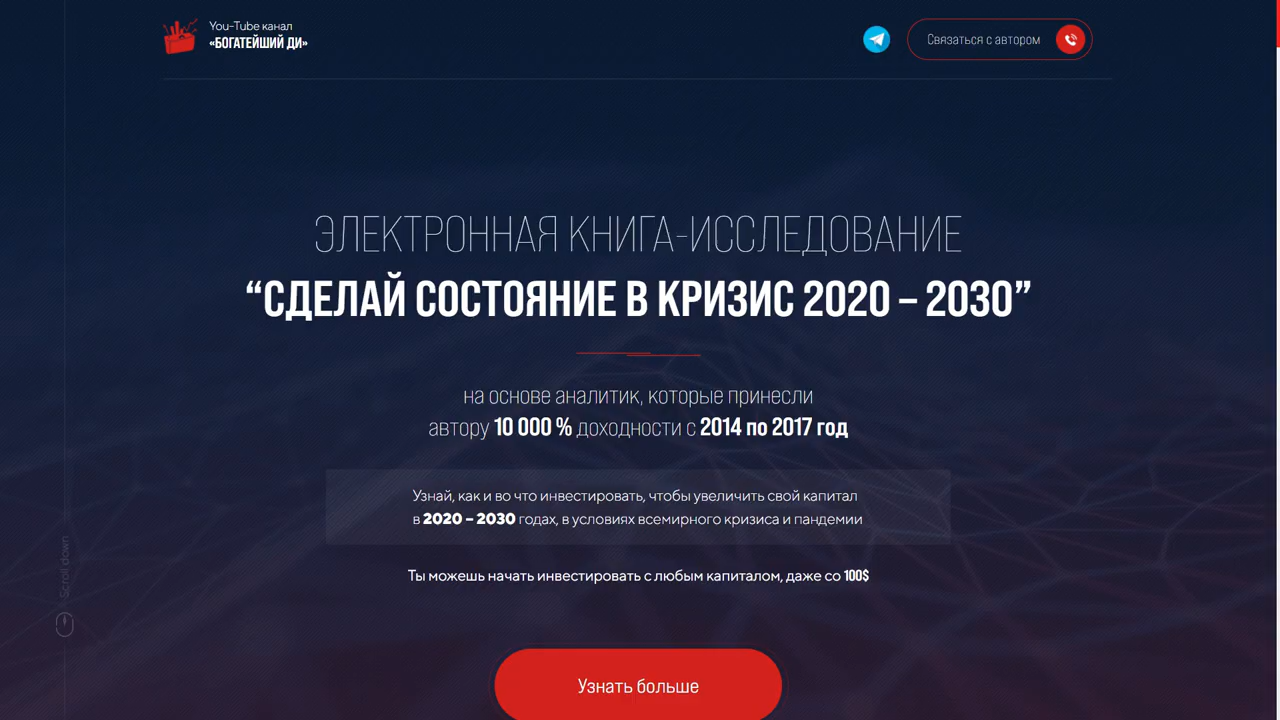 You-Tube канал
«БОГАТЕЙШИЙ ДИ»
Связаться с автором
ЭЛЕКТРОННАЯ КНИГА-ИССЛЕДОВАНИЕ
“СДЕЛАЙ СОСТОЯНИЕ В КРИЗИС 2020 – 2030”
на основе аналитик, которые принесли
автору 10 000 % доходности с 2014 по 2017 год
Узнай, как и во что инвестировать, чтобы увеличить свой капитал
в 2020 – 2030 годах, в условиях всемирного кризиса и пандемии
Ты можешь начать инвестировать с любым капиталом, даже со 100$
Scroll down
Узнать больше